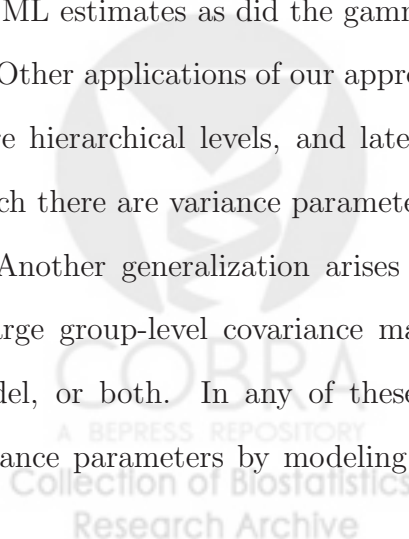 ML estimates as did the gamm
Other applications of our appro
e hierarchical levels, and late
ch there are variance paramete
Another generalization arises
arge group-level covariance ma
del, or both. In any of these
ance parameters by modeling
COBRA
A BEPRESS REPOSITORY
Collection of Biostatistics
Research Archive